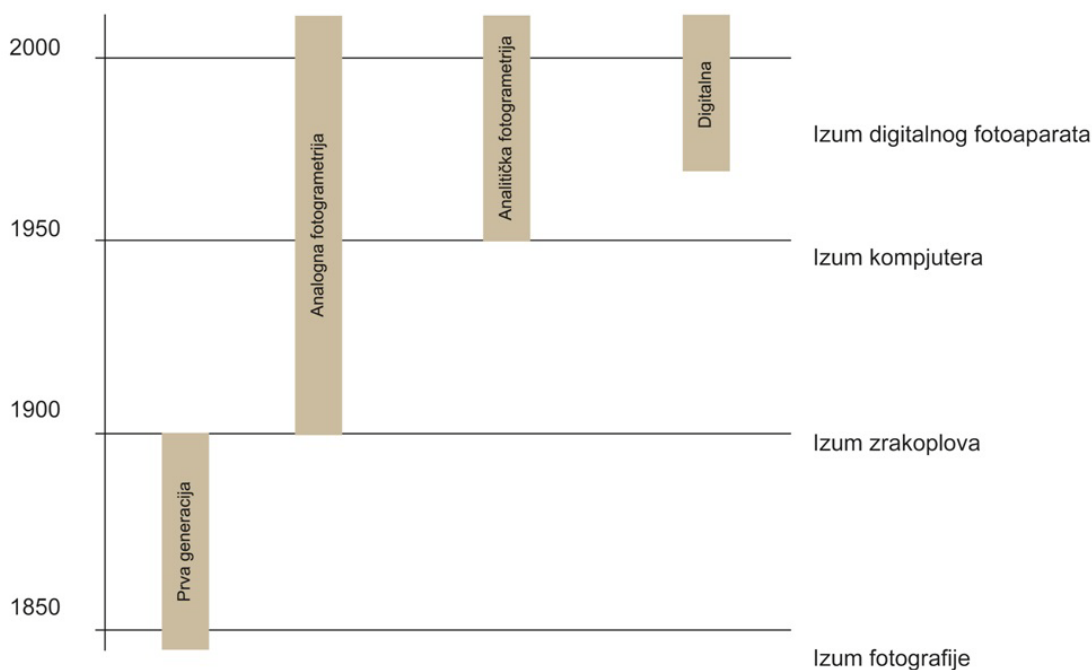 2000
Izum digitalnog fotoaparata
1950
Izum kompjutera
1900
Izum zrakoplova
1850
Izum fotografije
Prva generacija
Analogna fotogrametrija
Analitička fotogrametrija
Digitalna